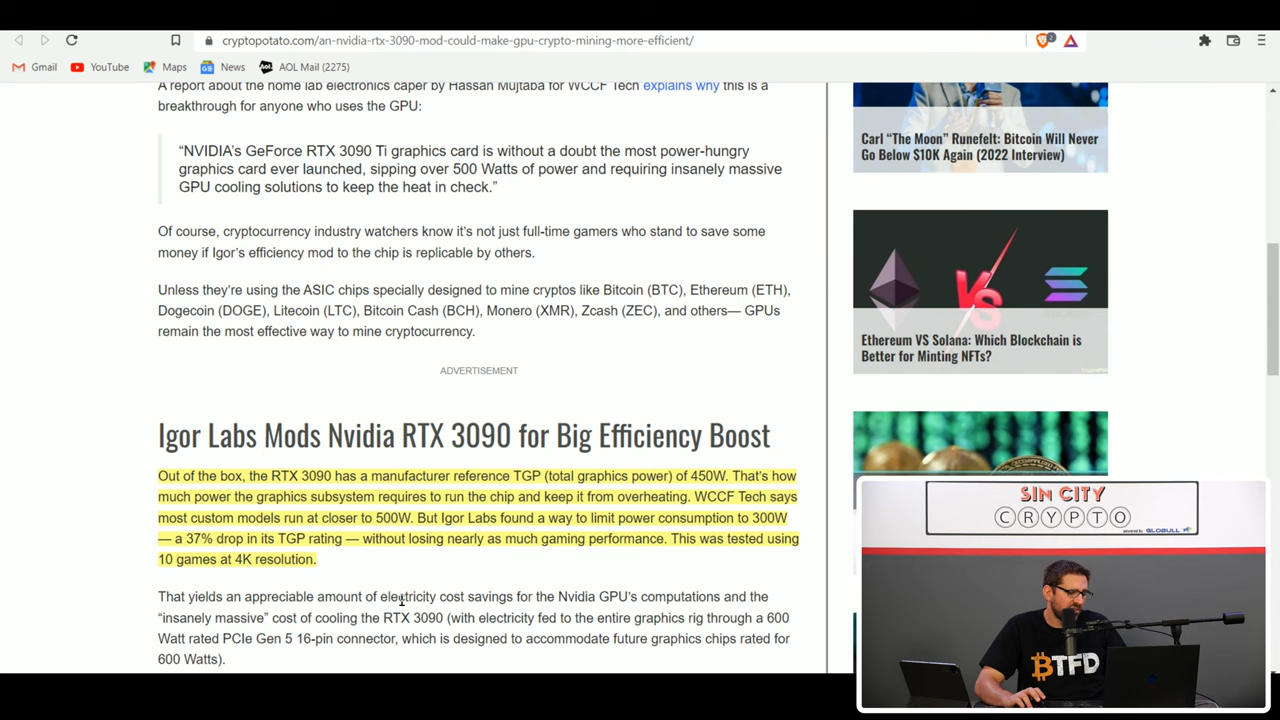 cryptopotato.com/an-nvidia-rtx-3090-mod-could-make-gpu-crypto-mining-more-efficient/
2
Gmail
YouTube
Maps
News
AOL Mail (2275)
A report about the home lab electronics caper by Hassan Mujtaba for WCCF Tech explains why this is a
breakthrough for anyone who uses the GPU:
“NVIDIA’s GeForce RTX 3090 Ti graphics card is without a doubt the most power-hungry
graphics card ever launched, sipping over 500 Watts of power and requiring insanely massive
GPU cooling solutions to keep the heat in check.”
Of course, cryptocurrency industry watchers know it’s not just full-time gamers who stand to save some
money if Igor’s efficiency mod to the chip is replicable by others.
Unless they’re using the ASIC chips specially designed to mine cryptos like Bitcoin (BTC), Ethereum (ETH),
Dogecoin (DOGE), Litecoin (LTC), Bitcoin Cash (BCH), Monero (XMR), Zcash (ZEC), and others— GPUs
remain the most effective way to mine cryptocurrency.
ADVERTISEMENT
Igor Labs Mods Nvidia RTX 3090 for Big Efficiency Boost
Out of the box, the RTX 3090 has a manufacturer reference TGP (total graphics power) of 450W. That’s how
much power the graphics subsystem requires to run the chip and keep it from overheating. WCCF Tech says
most custom models run at closer to 500W. But Igor Labs found a way to limit power consumption to 300W
— a 37% drop in its TGP rating — without losing nearly as much gaming performance. This was tested using
10 games at 4K resolution.
That yields an appreciable amount of electricity cost savings for the Nvidia GPU’s computations and the
“insanely massive” cost of cooling the RTX 3090 (with electricity fed to the entire graphics rig through a 600
Watt rated PCIe Gen 5 16-pin connector, which is designed to accommodate future graphics chips rated for
600 Watts).
Carl “The Moon” Runefelt: Bitcoin Will Never
Go Below $10K Again (2022 Interview)
VS
Ethereum VS Solana: Which Blockchain is
Better for Minting NFTs?
SIN CITY
CRYPTO
powered by GLOBULL
BTFD